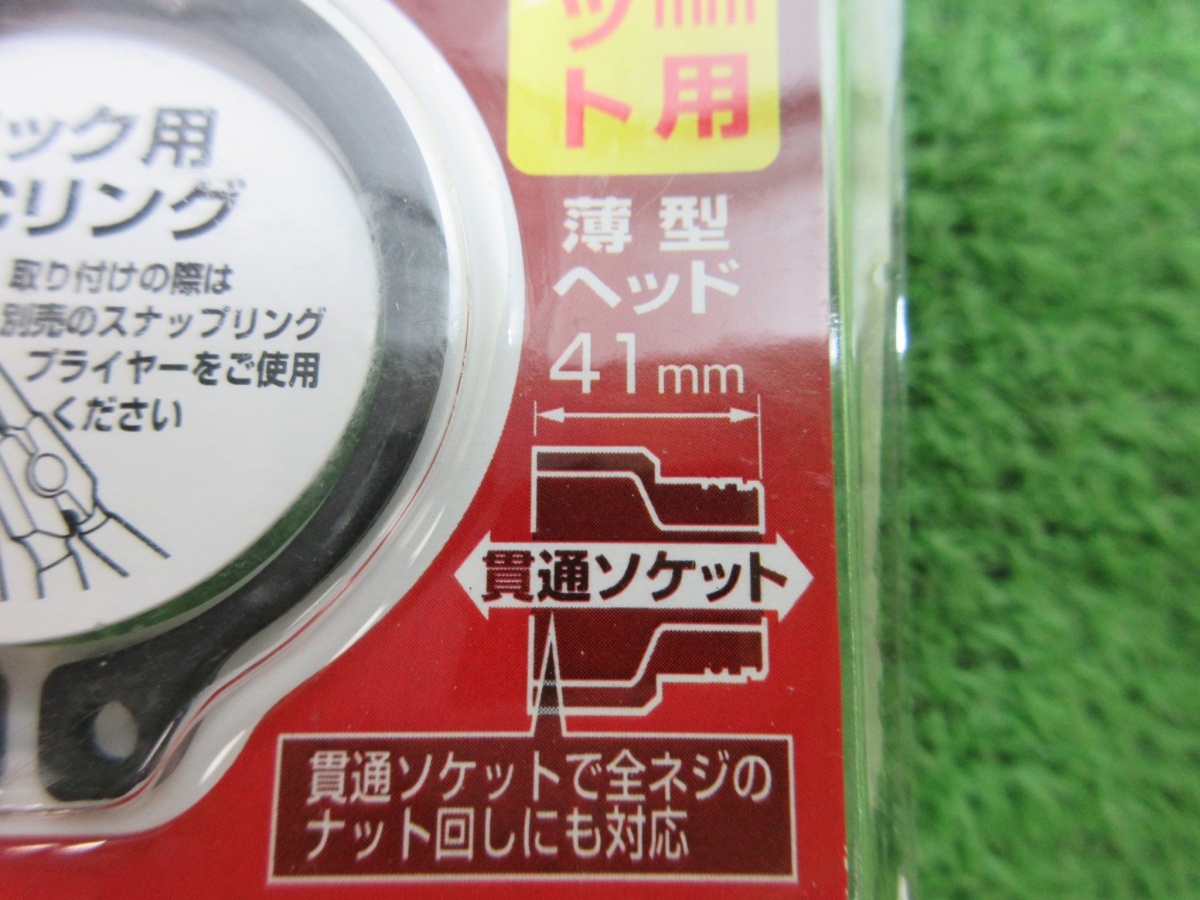 ック用
Cリング
取り付けの際は
別売のスナップリング
プライヤーをご使用
ください
mm用
ット
薄型
ヘッド
41mm
貫通ソケット
貫通ソケットで全ネジの
ナット回しにも対応